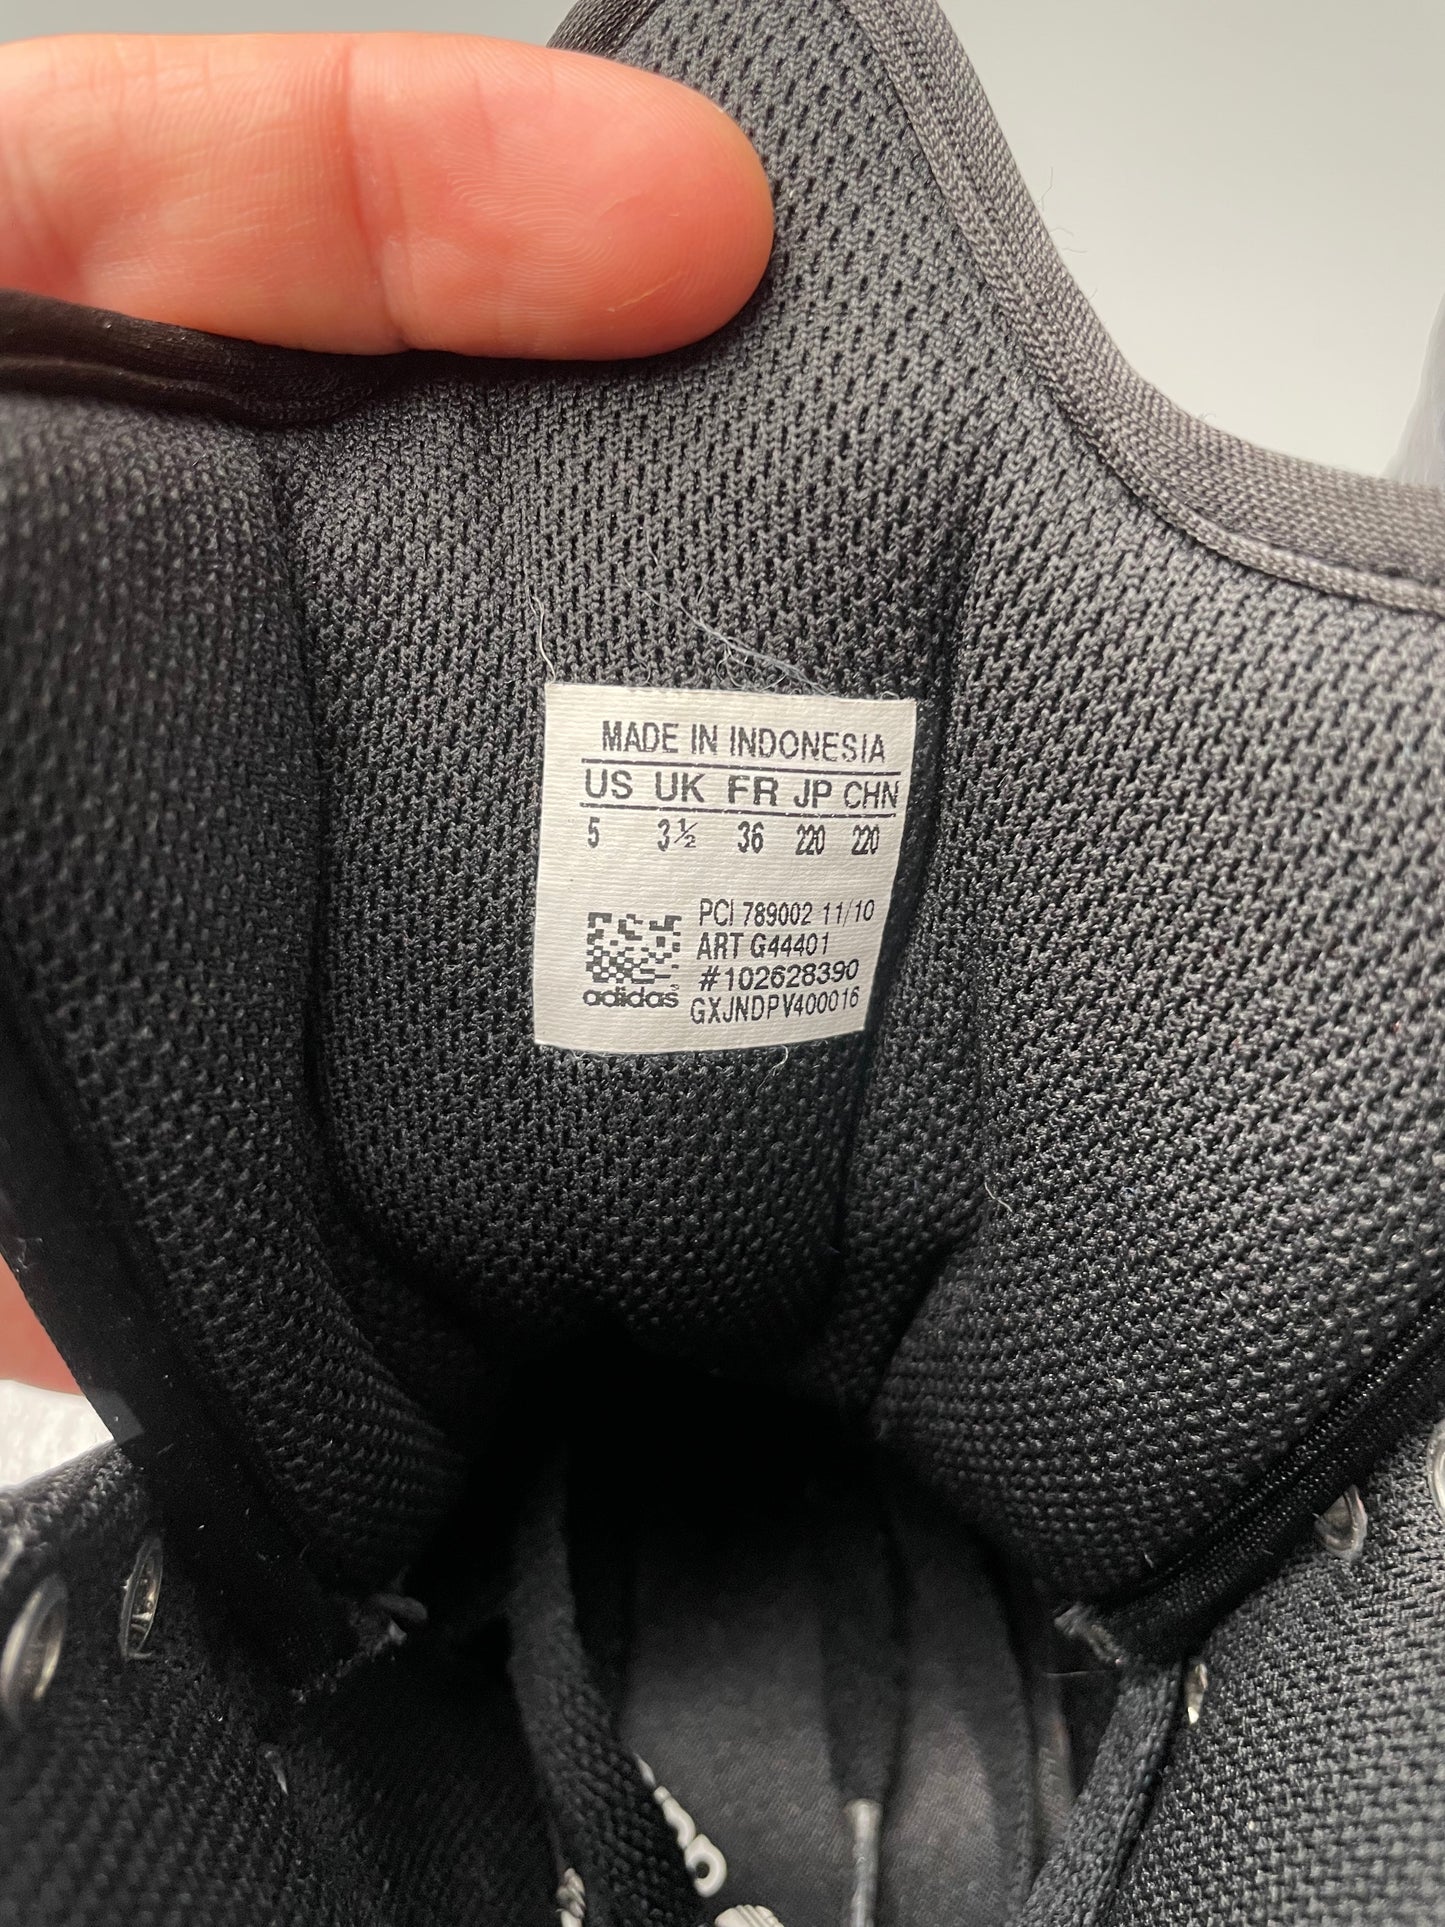 MADE IN INDONESIA
US UK FR JP CHN
5 3½ 36 220 220
PCI 789002 11/10
ART G44401
#102628390
adidas GXJNDPV400016